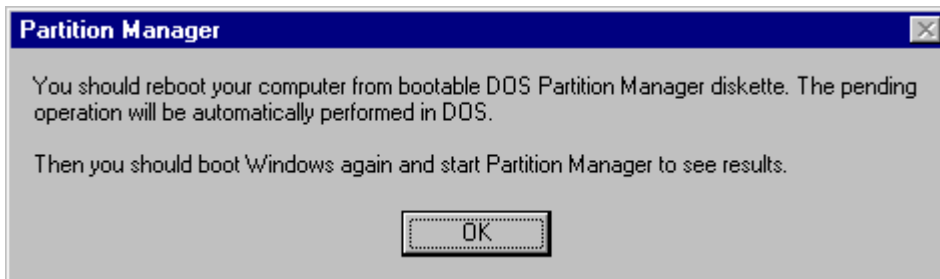 Partition Manager
You should reboot your computer from bootable DOS Partition Manager diskette. The pending
operation will be automatically performed in DOS.
Then you should boot Windows again and start Partition Manager to see results.
OK